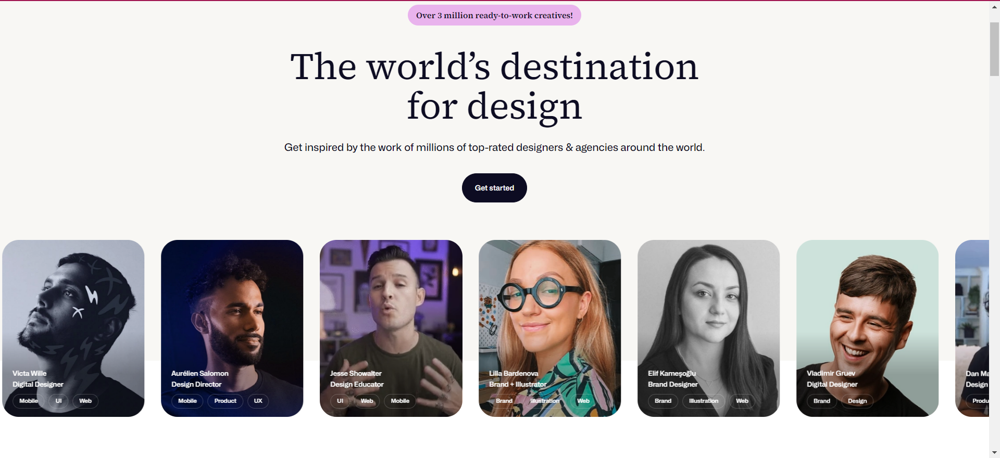 Over 3 million ready-to-work creatives!
The world’s destination
for design
Get inspired by the work of millions of top-rated designers & agencies around the world.
Get started
Victa Wille
Digital Designer
Mobile UI Web
Aurélien Salomon
Design Director
Mobile Product UX
Jesse Showalter
Design Educator
UI Web Mobile
Lilla Bardenova
Brand + Illustrator
Brand Illustration Web
Elif Kameşoğlu
Brand Designer
Brand Illustration Web
Vladimir Gruev
Digital Designer
Brand Design
Dan Ma
Design
Produ